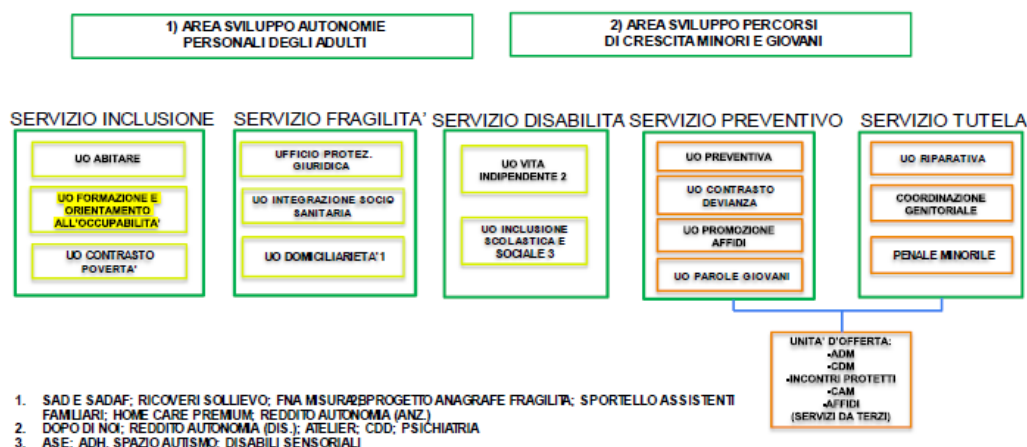 1) AREA SVILUPPO AUTONOMIE
PERSONALI DEGLI ADULTI
2) AREA SVILUPPO PERCORSI
DI CRESCITA MINORI E GIOVANI
SERVIZIO INCLUSIONE
UO ABITARE
UO FORMAZIONE E
ORIENTAMENTO
ALL'OCCUPABILITA'
UO CONTRASTO
POVERTA'
SERVIZIO FRAGILITA'
UFFICIO PROTEZ.
GIURIDICA
UO INTEGRAZIONE SOCIO
SANITARIA
UO DOMICILIARIETA' 1
SERVIZIO DISABILITA
UO VITA
INDIPENDENTE 2
UO INCLUSIONE
SCOLASTICA E
SOCIALE 3
SERVIZIO PREVENTIVO
UO PREVENTIVA
UO CONTRASTO
DEVIANZA
UO PROMOZIONE
AFFIDI
UO PAROLE GIOVANI
SERVIZIO TUTELA
UO RIPARATIVA
COORDINAZIONE
GENITORIALE
PENALE MINORILE
UNITA' D'OFFERTA:
-ADM
-CDM
-INCONTRI PROTETTI
-CAM
-AFFIDI
(SERVIZI DA TERZI)
1. SAD E SADAF; RICOVERI SOLLIEVO; FNA MISURA PROGETTO ANAGRAFE FRAGILITA; SPORTELLO ASSISTENTI
FAMILIARI; HOME CARE PREMIUM; REDDITO AUTONOMIA (ANZ.)
2. DOPO DI NOI; REDDITO AUTONOMIA (DIS.); ATELIER; CDD; PSICHIATRIA
3. ASE; ADH, SPAZIO AUTISMO; DISABILI SENSORIALI